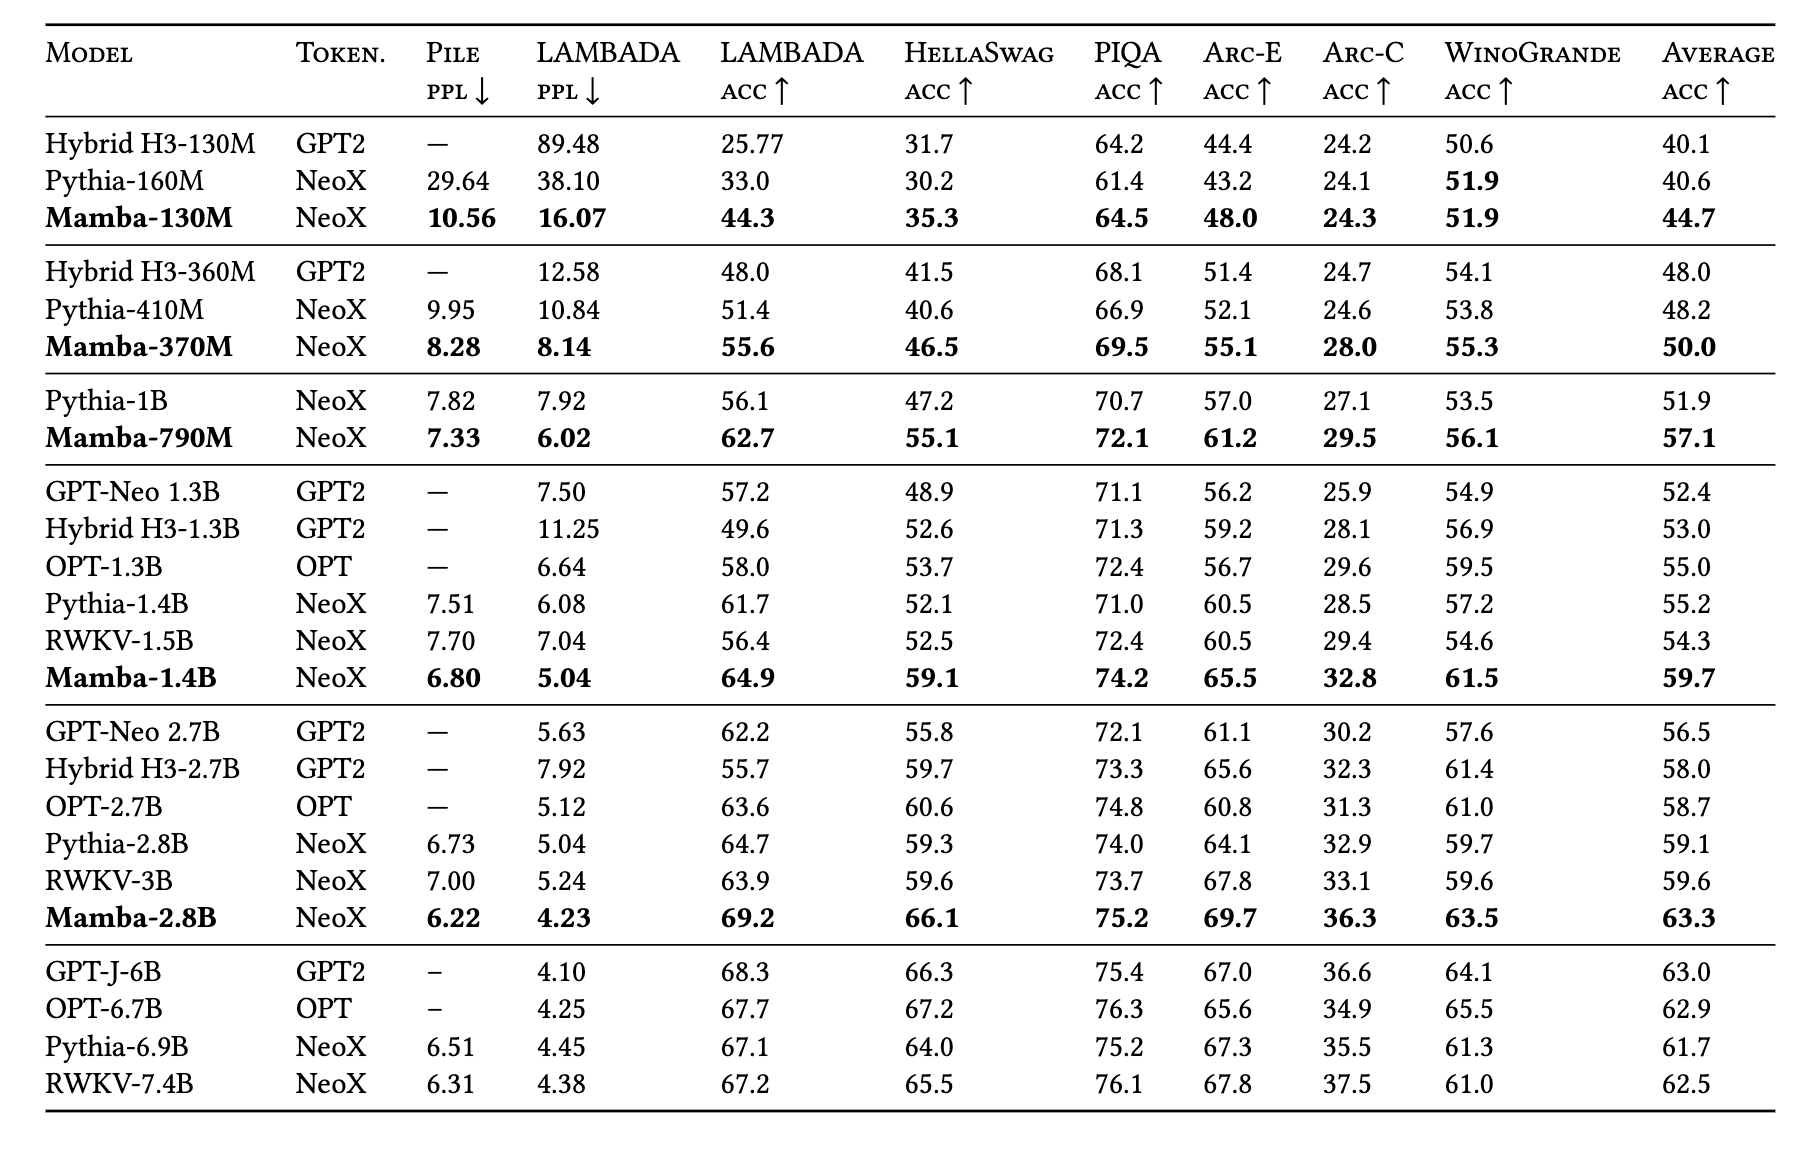 MODEL TOKEN. PILE LAMBADA LAMBADA HELLASWAG PIQA ARC-E ARC-C WINOGRANDE AVERAGE
PPL ↓ PPL ↓ ACC ↑ ACC ↑ ACC ↑ ACC ↑ ACC ↑ ACC ↑ ACC ↑
Hybrid H3-130M GPT2 — 89.48 25.77 31.7 64.2 44.4 24.2 50.6 40.1
Pythia-160M NeoX 29.64 38.10 33.0 30.2 61.4 43.2 24.1 51.9 40.6
Mamba-130M NeoX 10.56 16.07 44.3 35.3 64.5 48.0 24.3 51.9 44.7
Hybrid H3-360M GPT2 — 12.58 48.0 41.5 68.1 51.4 24.7 54.1 48.0
Pythia-410M NeoX 9.95 10.84 51.4 40.6 66.9 52.1 24.6 53.8 48.2
Mamba-370M NeoX 8.28 8.14 55.6 46.5 69.5 55.1 28.0 55.3 50.0
Pythia-1B NeoX 7.82 7.92 56.1 47.2 70.7 57.0 27.1 53.5 51.9
Mamba-790M NeoX 7.33 6.02 62.7 55.1 72.1 61.2 29.5 56.1 57.1
GPT-Neo 1.3B GPT2 — 7.50 57.2 48.9 71.1 56.2 25.9 54.9 52.4
Hybrid H3-1.3B GPT2 — 11.25 49.6 52.6 71.3 59.2 28.1 56.9 53.0
OPT-1.3B OPT — 6.64 58.0 53.7 72.4 56.7 29.6 59.5 55.0
Pythia-1.4B NeoX 7.51 6.08 61.7 52.1 71.0 60.5 28.5 57.2 55.2
RWKV-1.5B NeoX 7.70 7.04 56.4 52.5 72.4 60.5 29.4 54.6 54.3
Mamba-1.4B NeoX 6.80 5.04 64.9 59.1 74.2 65.5 32.8 61.5 59.7
GPT-Neo 2.7B GPT2 — 5.63 62.2 55.8 72.1 61.1 30.2 57.6 56.5
Hybrid H3-2.7B GPT2 — 7.92 55.7 59.7 73.3 65.6 32.3 61.4 58.0
OPT-2.7B OPT — 5.12 63.6 60.6 74.8 60.8 31.3 61.0 58.7
Pythia-2.8B NeoX 6.73 5.04 64.7 59.3 74.0 64.1 32.9 59.7 59.1
RWKV-3B NeoX 7.00 5.24 63.9 59.6 73.7 67.8 33.1 59.6 59.6
Mamba-2.8B NeoX 6.22 4.23 69.2 66.1 75.2 69.7 36.3 63.5 63.3
GPT-J-6B GPT2 – 4.10 68.3 66.3 75.4 67.0 36.6 64.1 63.0
OPT-6.7B OPT – 4.25 67.7 67.2 76.3 65.6 34.9 65.5 62.9
Pythia-6.9B NeoX 6.51 4.45 67.1 64.0 75.2 67.3 35.5 61.3 61.7
RWKV-7.4B NeoX 6.31 4.38 67.2 65.5 76.1 67.8 37.5 61.0 62.5